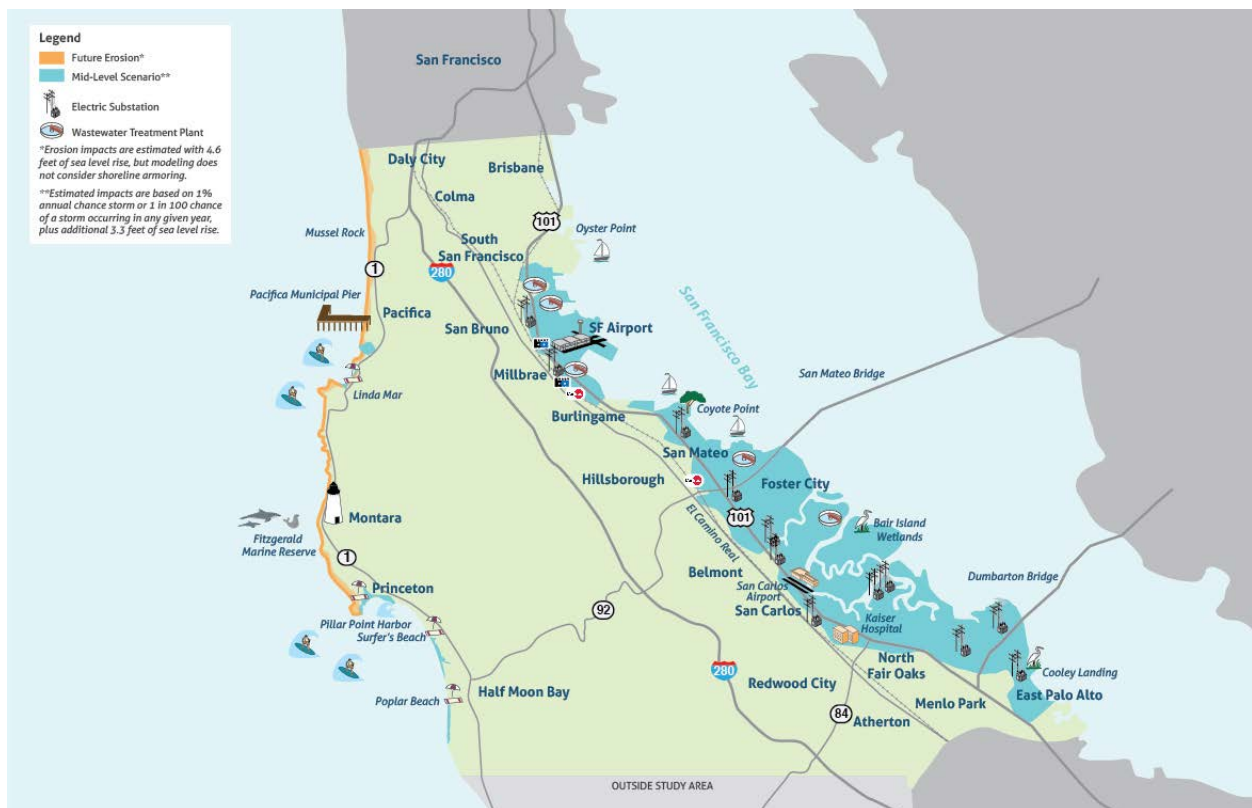 Legend
Future Erosion*
Mid-Level Scenario**
Electric Substation
Wastewater Treatment Plant
*Erosion impacts are estimated with 4.6
feet of sea level rise, but modeling does
not consider shoreline armoring.
**Estimated impacts are based on 1%
annual chance storm or 1 in 100 chance
of a storm occurring in any given year,
plus additional 3.3 feet of sea level rise.
San Francisco
Daly City
Brisbane
Colma
101
Oyster Point
Mussel Rock
South
San Francisco
1
280
Pacifica Municipal Pier
Pacifica
San Bruno
SF Airport
San Francisco Bay
Millbrae
San Mateo Bridge
Linda Mar
Burlingame
Coyote Point
San Mateo
Hillsborough
Foster City
101
El Camino Real
Bair Island
Wetlands
Montara
Fitzgerald
Marine Reserve
1
Belmont
Dumbarton Bridge
San Carlos
Airport
Princeton
92
San Carlos
Kaiser
Hospital
Pillar Point Harbor
Surfer's Beach
North
Fair Oaks
280
Cooley Landing
Half Moon Bay
Redwood City
East Palo Alto
Poplar Beach
Menlo Park
84
Atherton
OUTSIDE STUDY AREA